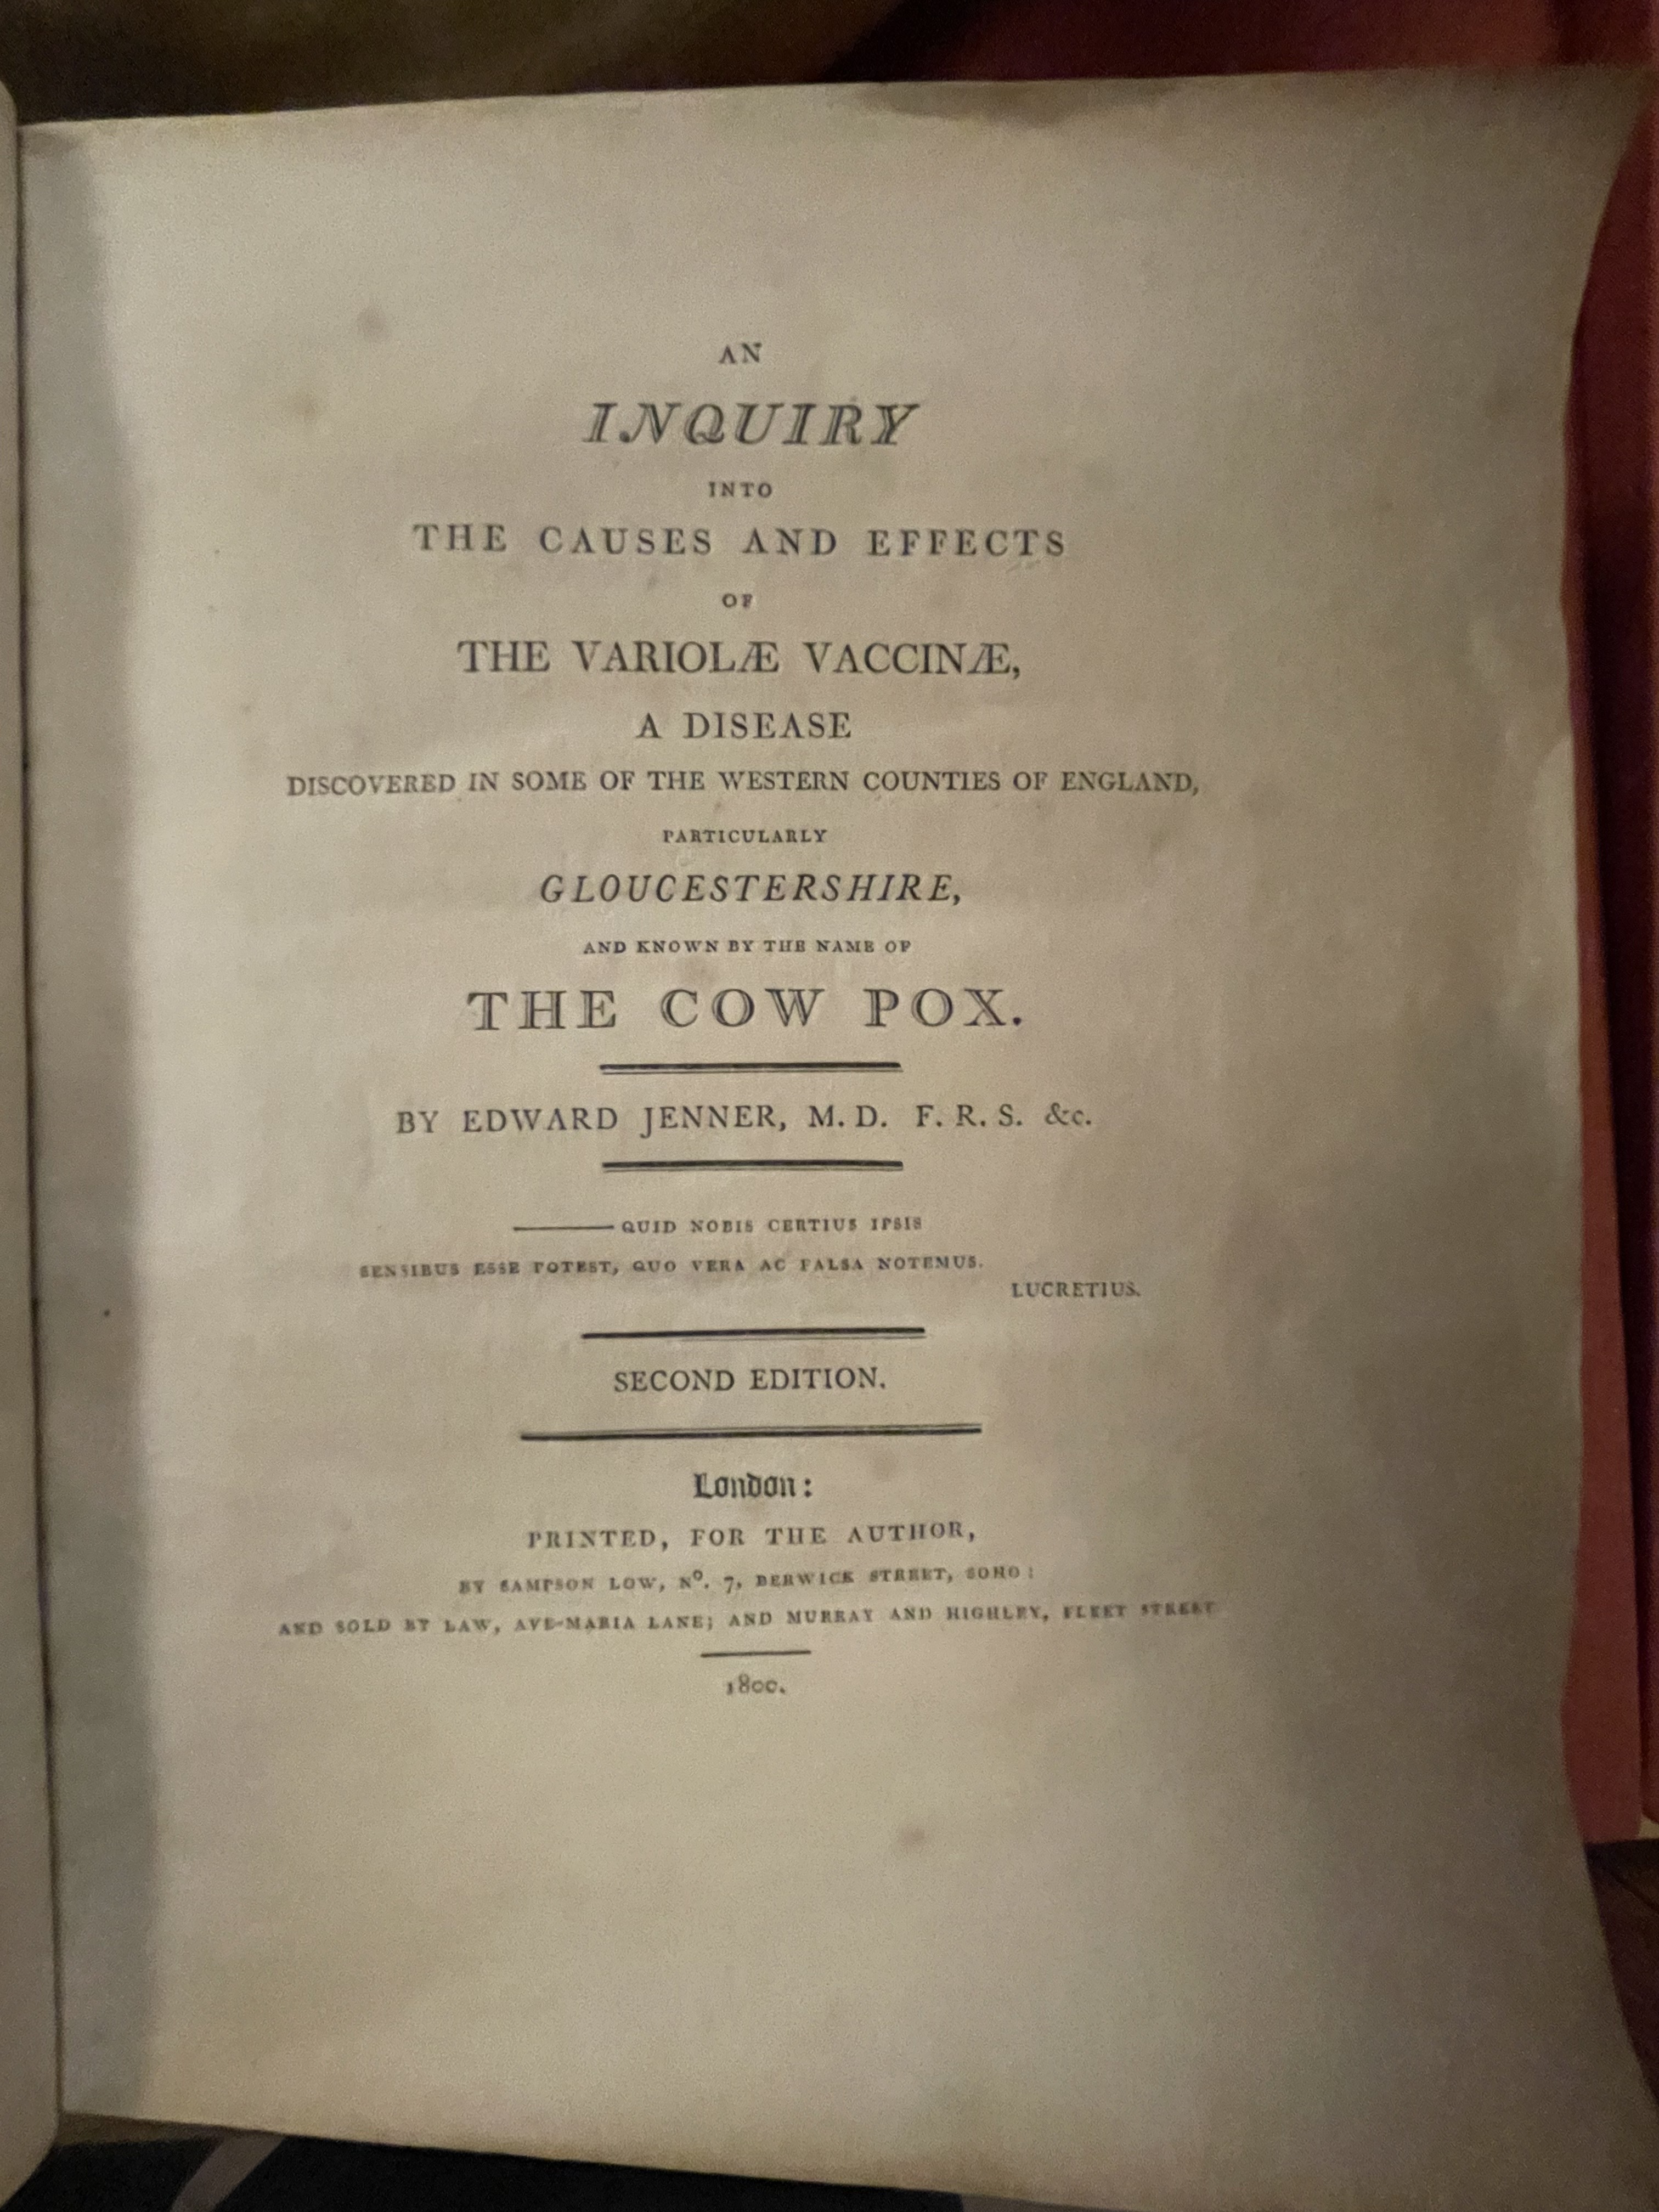 AN
INQUIRY
INTO
THE CAUSES AND EFFECTS
OF
THE VARIOLÆ VACCINÆ,
A DISEASE
DISCOVERED IN SOME OF THE WESTERN COUNTIES OF ENGLAND,
PARTICULARLY
GLOUCESTERSHIRE,
AND KNOWN BY THE NAME OF
THE COW POX.
BY EDWARD JENNER, M. D. F. R. S. &c.
——— QUID NOBIS CERTIUS IPSIS
SENSIBUS ESSE POTEST, QUO VERA AC FALSA NOTEMUS.
LUCRETIUS.
SECOND EDITION.
London:
PRINTED, FOR THE AUTHOR,
BY SAMPSON LOW, Nº. 7, BERWICK STREET, SOHO:
AND SOLD BY LAW, AVE-MARIA LANE; AND MURRAY AND HIGHLEY, FLEET STREET
1800.